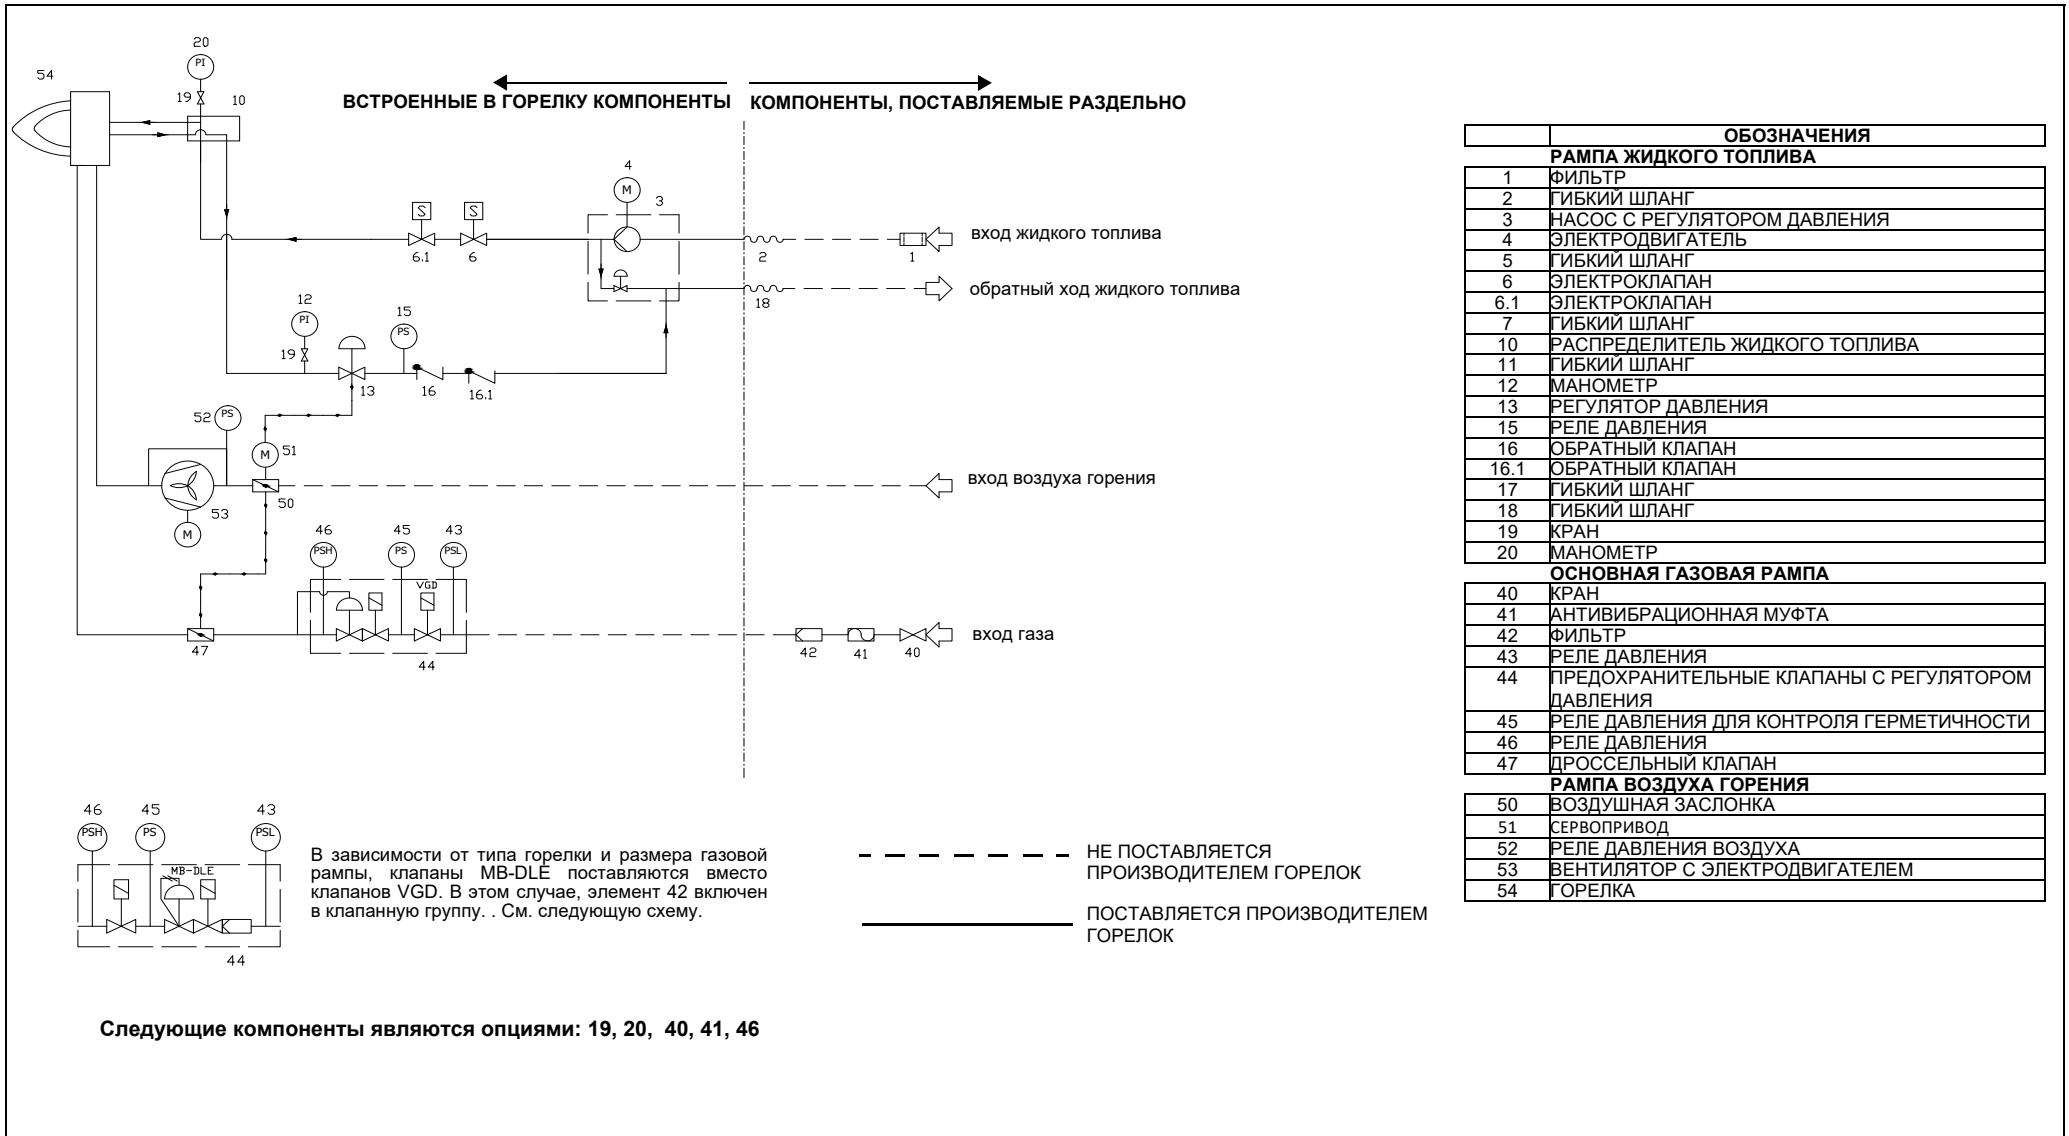 20
PI
54
19
10
ВСТРОЕННЫЕ В ГОРЕЛКУ КОМПОНЕНТЫ
КОМПОНЕНТЫ, ПОСТАВЛЯЕМЫЕ РАЗДЕЛЬНО
4
M
3
S
S
6.1
6
2
1
вход жидкого топлива
18
обратный ход жидкого топлива
12
PI
19
15
PS
13
16
16.1
52
PS
M
51
50
53
M
вход воздуха горения
46
45
43
PSH
PS
PSL
VGD
47
44
42
41
40
вход газа
46
45
43
PSH
PS
PSL
MB-DLE
44
В зависимости от типа горелки и размера газовой
рампы, клапаны MB-DLE поставляются вместо
клапанов VGD. В этом случае, элемент 42 включен
в клапанную группу. . См. следующую схему.
НЕ ПОСТАВЛЯЕТСЯ
ПРОИЗВОДИТЕЛЕМ ГОРЕЛОК
ПОСТАВЛЯЕТСЯ ПРОИЗВОДИТЕЛЕМ
ГОРЕЛОК
Следующие компоненты являются опциями: 19, 20, 40, 41, 46
ОБОЗНАЧЕНИЯ
РАМПА ЖИДКОГО ТОПЛИВА
1 ФИЛЬТР
2 ГИБКИЙ ШЛАНГ
3 НАСОС С РЕГУЛЯТОРОМ ДАВЛЕНИЯ
4 ЭЛЕКТРОДВИГАТЕЛЬ
5 ГИБКИЙ ШЛАНГ
6 ЭЛЕКТРОКЛАПАН
6.1 ЭЛЕКТРОКЛАПАН
7 ГИБКИЙ ШЛАНГ
10 РАСПРЕДЕЛИТЕЛЬ ЖИДКОГО ТОПЛИВА
11 ГИБКИЙ ШЛАНГ
12 МАНОМЕТР
13 РЕГУЛЯТОР ДАВЛЕНИЯ
15 РЕЛЕ ДАВЛЕНИЯ
16 ОБРАТНЫЙ КЛАПАН
16.1 ОБРАТНЫЙ КЛАПАН
17 ГИБКИЙ ШЛАНГ
18 ГИБКИЙ ШЛАНГ
19 КРАН
20 МАНОМЕТР
ОСНОВНАЯ ГАЗОВАЯ РАМПА
40 КРАН
41 АНТИВИБРАЦИОННАЯ МУФТА
42 ФИЛЬТР
43 РЕЛЕ ДАВЛЕНИЯ
44 ПРЕДОХРАНИТЕЛЬНЫЕ КЛАПАНЫ С РЕГУЛЯТОРОМ
ДАВЛЕНИЯ
45 РЕЛЕ ДАВЛЕНИЯ ДЛЯ КОНТРОЛЯ ГЕРМЕТИЧНОСТИ
46 РЕЛЕ ДАВЛЕНИЯ
47 ДРОССЕЛЬНЫЙ КЛАПАН
РАМПА ВОЗДУХА ГОРЕНИЯ
50 ВОЗДУШНАЯ ЗАСЛОНКА
51 СЕРВОПРИВОД
52 РЕЛЕ ДАВЛЕНИЯ ВОЗДУХА
53 ВЕНТИЛЯТОР С ЭЛЕКТРОДВИГАТЕЛЕМ
54 ГОРЕЛКА